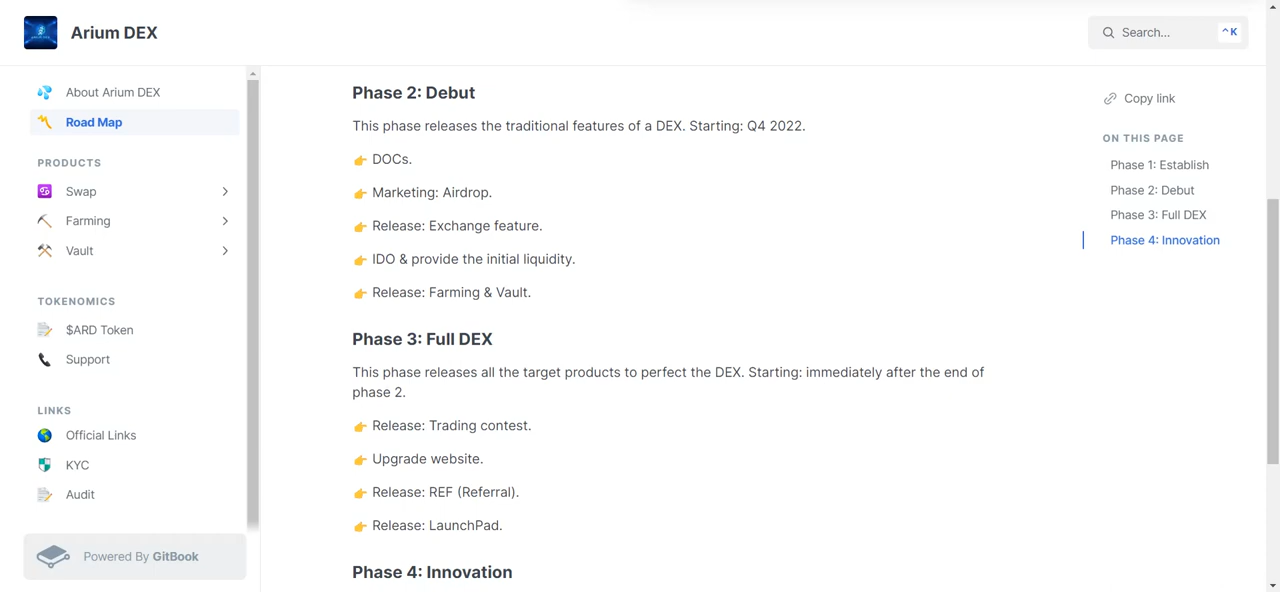 Arium DEX
Search...
^K
About Arium DEX
Road Map
PRODUCTS
Swap
Farming
Vault
TOKENOMICS
$ARD Token
Support
LINKS
Official Links
KYC
Audit
Powered By GitBook
Phase 2: Debut
This phase releases the traditional features of a DEX. Starting: Q4 2022.
👉 DOCs.
👉 Marketing: Airdrop.
👉 Release: Exchange feature.
👉 IDO & provide the initial liquidity.
👉 Release: Farming & Vault.
Phase 3: Full DEX
This phase releases all the target products to perfect the DEX. Starting: immediately after the end of
phase 2.
👉 Release: Trading contest.
👉 Upgrade website.
👉 Release: REF (Referral).
👉 Release: LaunchPad.
Phase 4: Innovation
Copy link
ON THIS PAGE
Phase 1: Establish
Phase 2: Debut
Phase 3: Full DEX
Phase 4: Innovation